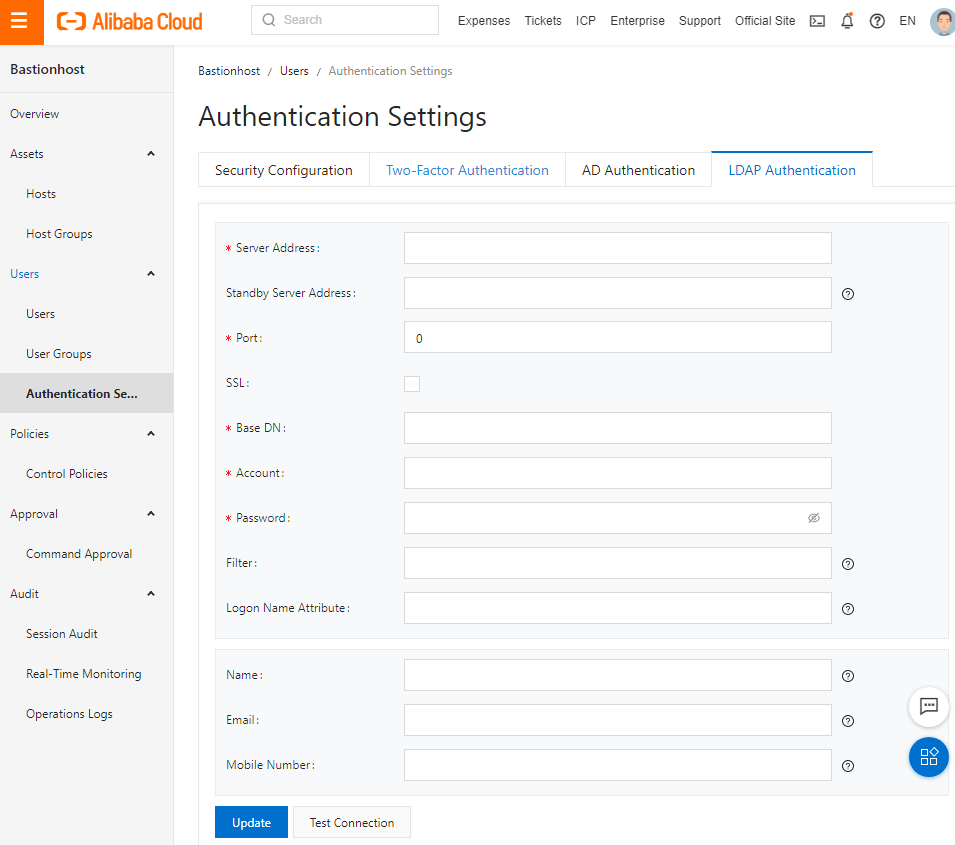 Alibaba Cloud
Search
Expenses Tickets ICP Enterprise Support Official Site EN
Bastionhost
Overview
Assets
Hosts
Host Groups
Users
Users
User Groups
Authentication Se...
Policies
Control Policies
Approval
Command Approval
Audit
Session Audit
Real-Time Monitoring
Operations Logs
Bastionhost / Users / Authentication Settings
Authentication Settings
Security Configuration Two-Factor Authentication AD Authentication LDAP Authentication
* Server Address:
Standby Server Address:
* Port: 0
SSL:
* Base DN:
* Account:
* Password:
Filter:
Logon Name Attribute:
Name:
Email:
Mobile Number:
Update Test Connection